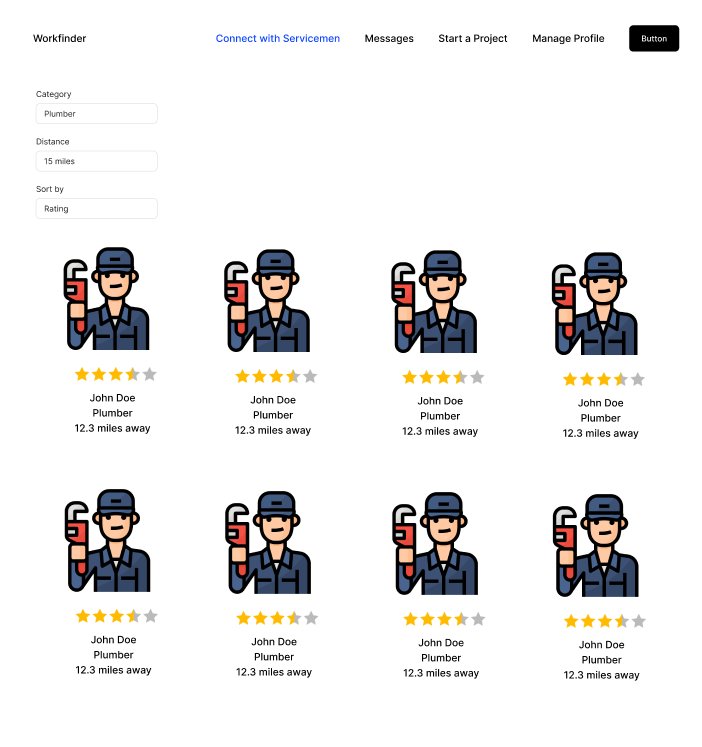 Workfinder
Connect with Servicemen
Messages
Start a Project
Manage Profile
Button
Category
Plumber
Distance
15 miles
Sort by
Rating
John Doe
Plumber
12.3 miles away
John Doe
Plumber
12.3 miles away
John Doe
Plumber
12.3 miles away
John Doe
Plumber
12.3 miles away
John Doe
Plumber
12.3 miles away
John Doe
Plumber
12.3 miles away
John Doe
Plumber
12.3 miles away
John Doe
Plumber
12.3 miles away